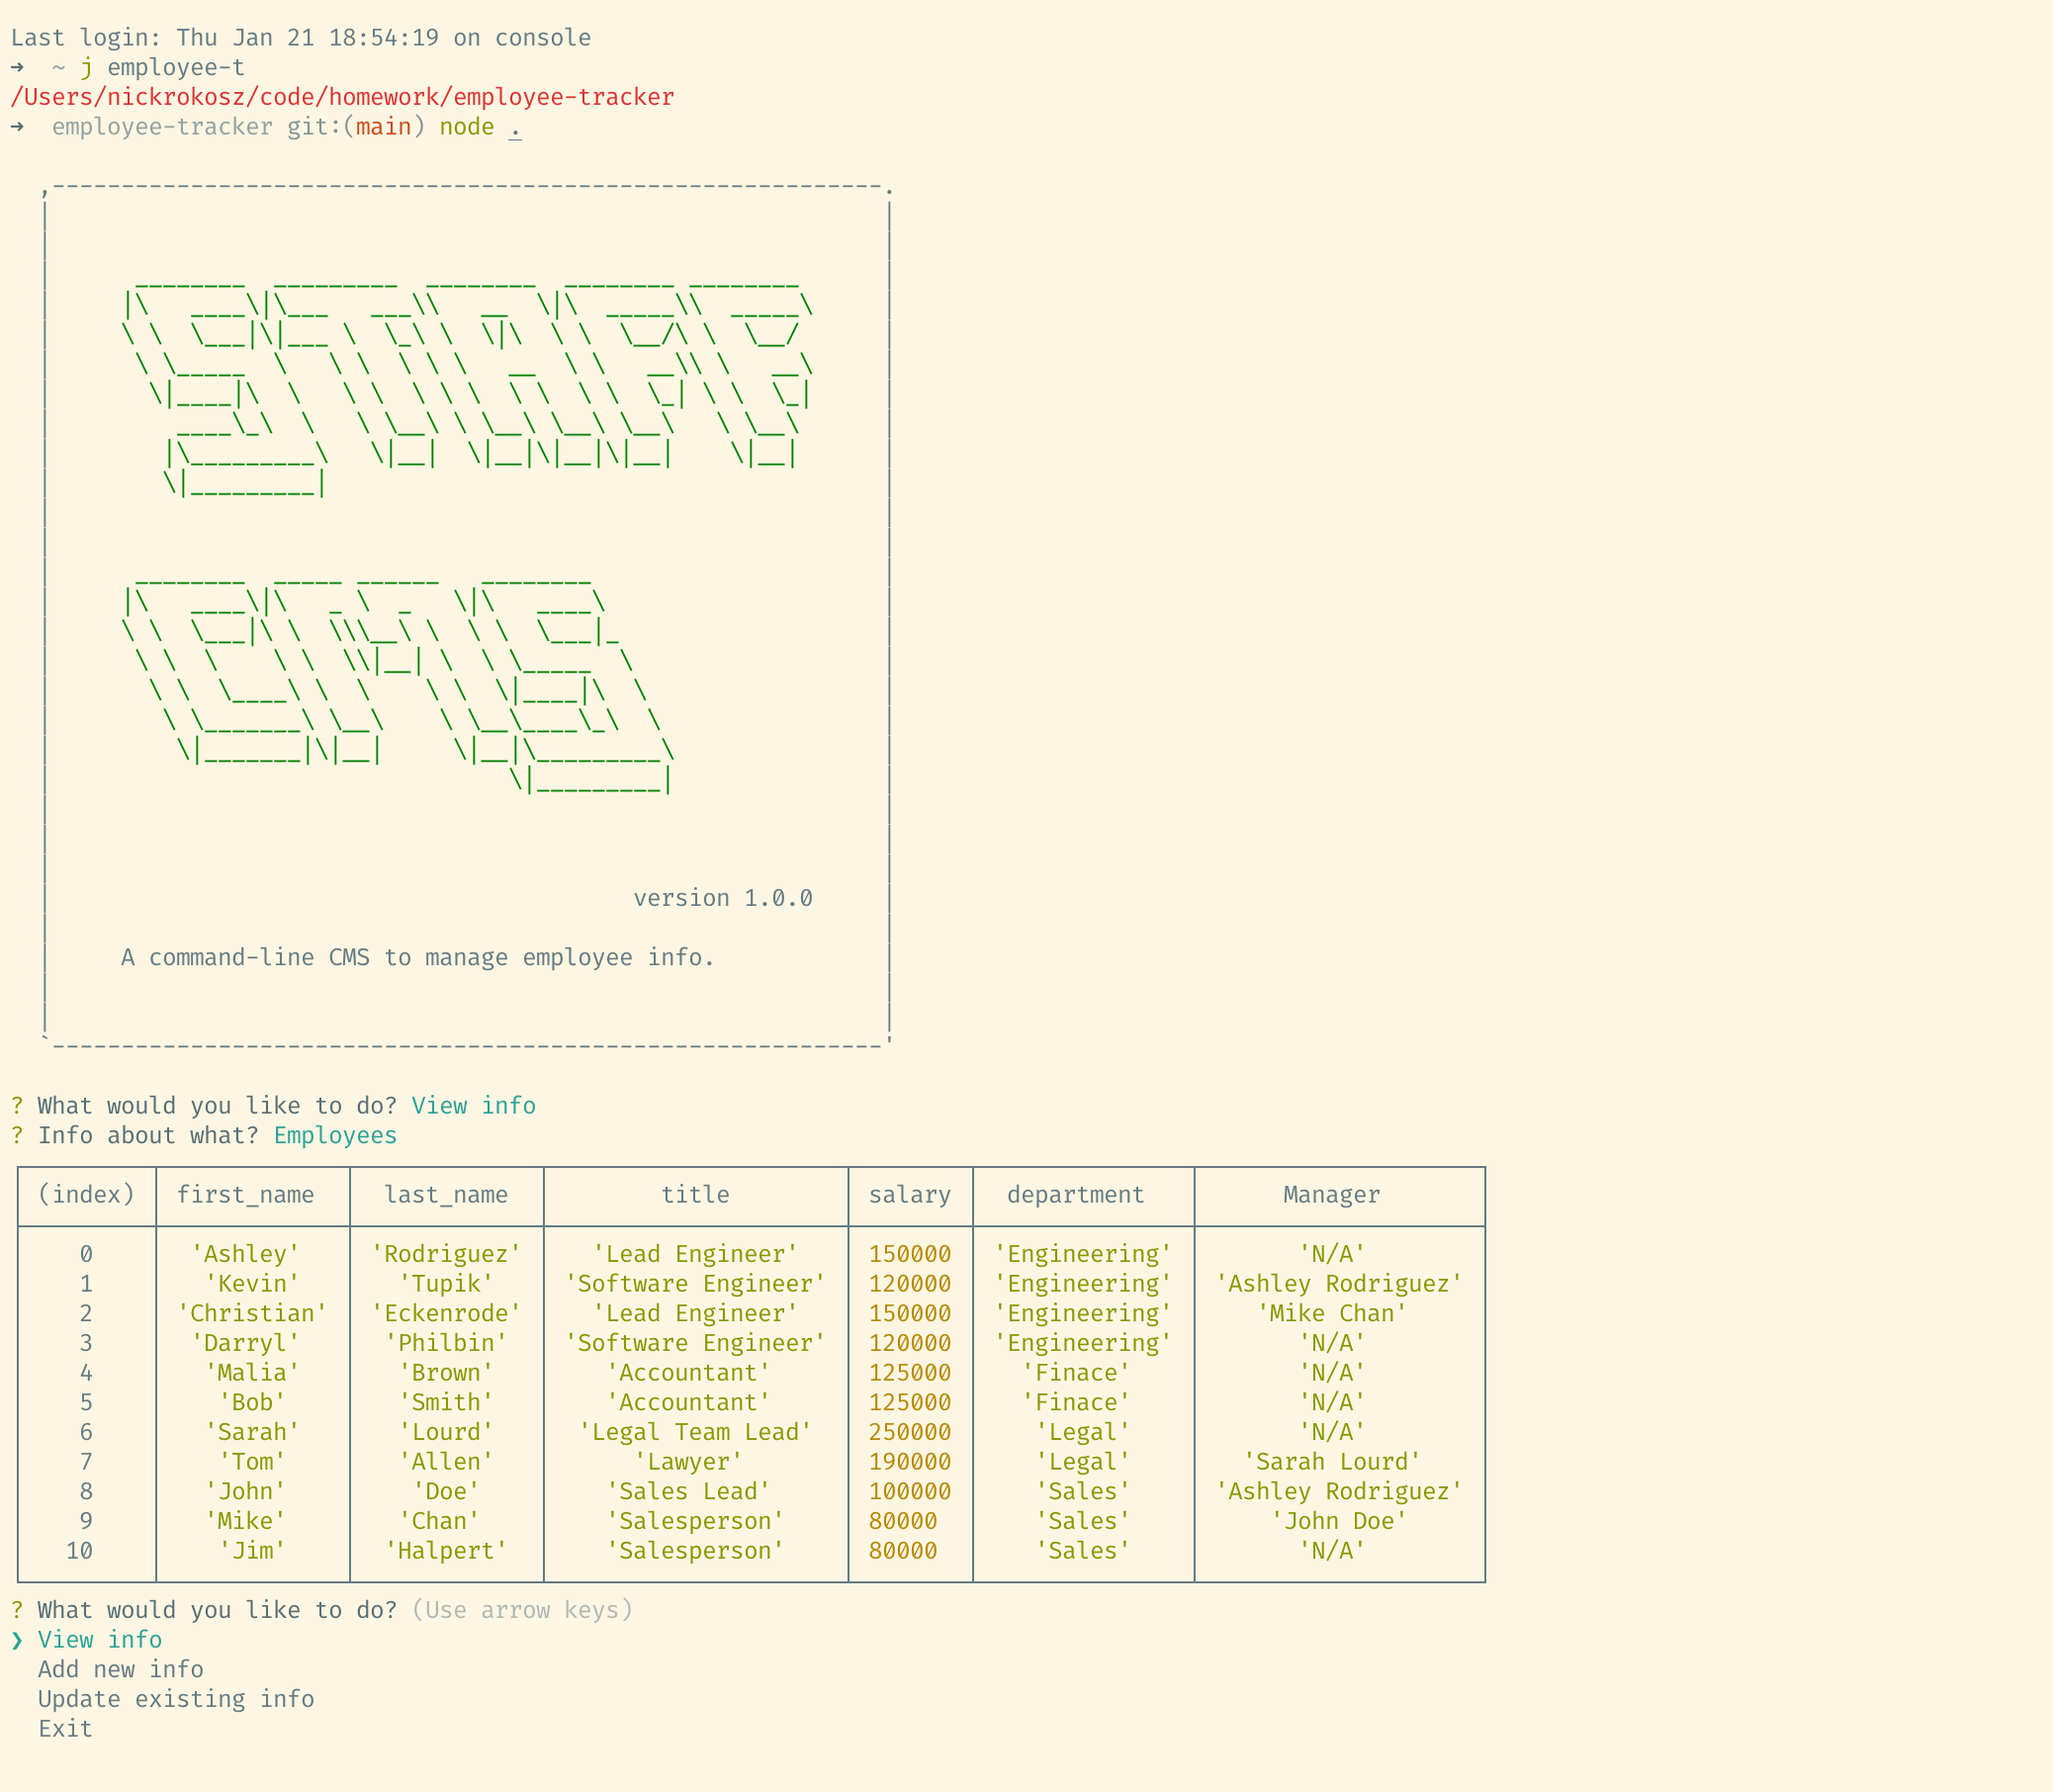 Last login: Thu Jan 21 18:54:19 on console
➜  ~ j employee-t
/Users/nickrokosz/code/homework/employee-tracker
➜  employee-tracker git:(main) node .
STAFF
CMS
version 1.0.0
A command-line CMS to manage employee info.
? What would you like to do? View info
? Info about what? Employees
(index) first_name last_name title salary department Manager
0 'Ashley' 'Rodriguez' 'Lead Engineer' 150000 'Engineering' 'N/A'
1 'Kevin' 'Tupik' 'Software Engineer' 120000 'Engineering' 'Ashley Rodriguez'
2 'Christian' 'Eckenrode' 'Lead Engineer' 150000 'Engineering' 'Mike Chan'
3 'Darryl' 'Philbin' 'Software Engineer' 120000 'Engineering' 'N/A'
4 'Malia' 'Brown' 'Accountant' 125000 'Finace' 'N/A'
5 'Bob' 'Smith' 'Accountant' 125000 'Finace' 'N/A'
6 'Sarah' 'Lourd' 'Legal Team Lead' 250000 'Legal' 'N/A'
7 'Tom' 'Allen' 'Lawyer' 190000 'Legal' 'Sarah Lourd'
8 'John' 'Doe' 'Sales Lead' 100000 'Sales' 'Ashley Rodriguez'
9 'Mike' 'Chan' 'Salesperson' 80000 'Sales' 'John Doe'
10 'Jim' 'Halpert' 'Salesperson' 80000 'Sales' 'N/A'
? What would you like to do? (Use arrow keys)
❯ View info
Add new info
Update existing info
Exit